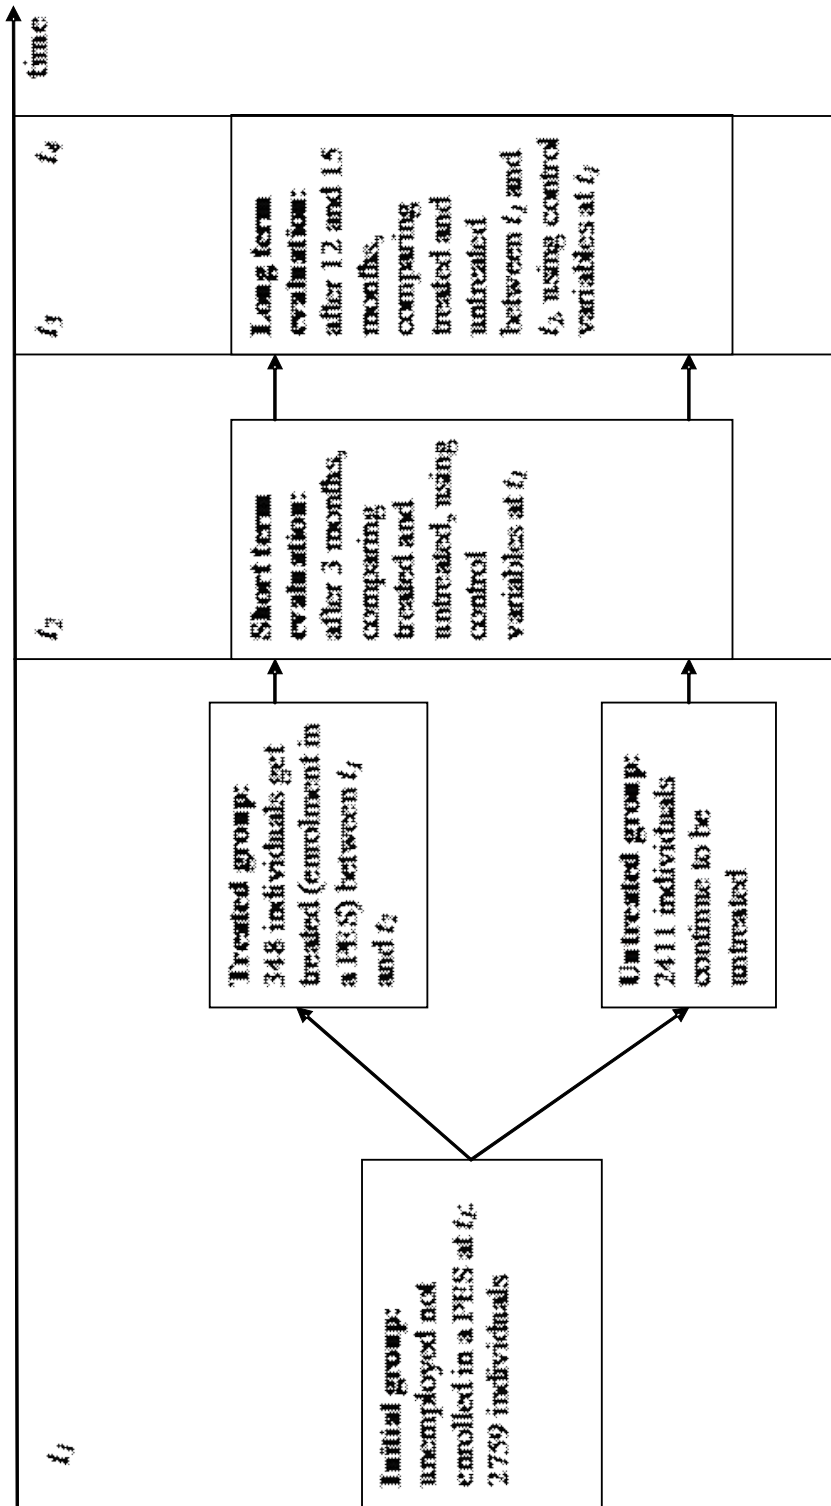 time
t1
t2
t3
t4
Initial group:
unemployed not
enrolled in a PES at t1:
2759 individuals
Treated group:
348 individuals get
treated (enrolment in
a PES) between t1
and t2
Untreated group:
2411 individuals
continue to be
untreated
Short term
evaluation:
after 3 months,
comparing
treated and
untreated, using
control
variables at t1
Long term
evaluation:
after 12 and 15
months,
comparing
treated and
untreated
between t1 and
t2, using control
variables at t1